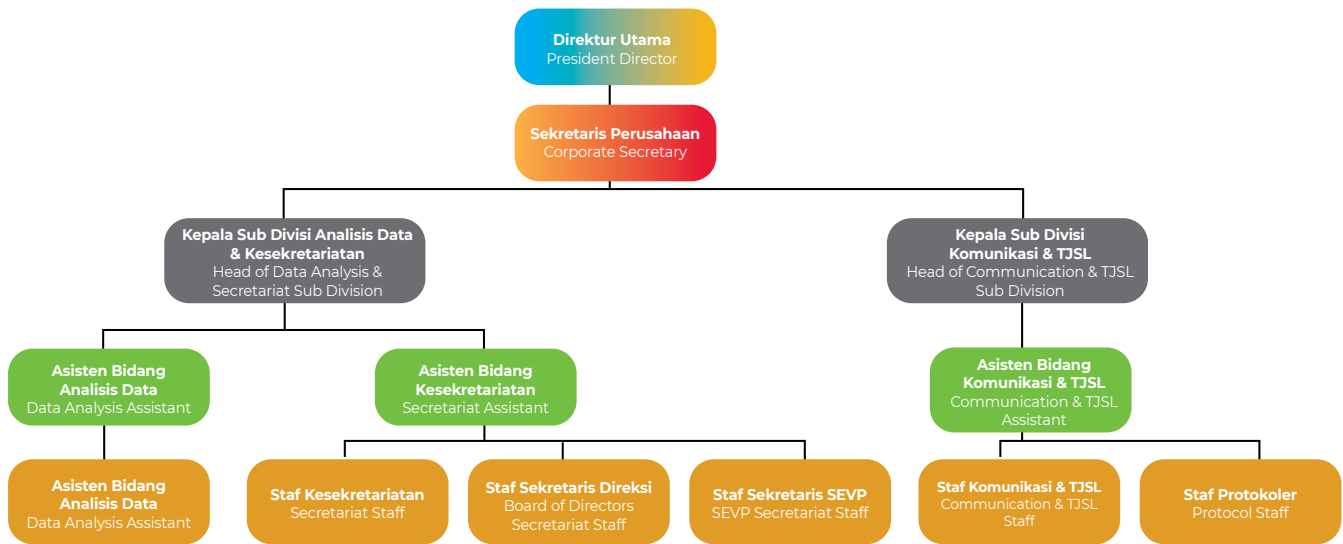 Direktur Utama
President Director
Sekretaris Perusahaan
Corporate Secretary
Kepala Sub Divisi Analisis Data
& Kesekretariatan
Head of Data Analysis &
Secretariat Sub Division
Kepala Sub Divisi
Komunikasi & TJSL
Head of Communication & TJSL
Sub Division
Asisten Bidang
Analisis Data
Data Analysis Assistant
Asisten Bidang
Kesekretariatan
Secretariat Assistant
Asisten Bidang
Komunikasi & TJSL
Communication & TJSL
Assistant
Asisten Bidang
Analisis Data
Data Analysis Assistant
Staf Kesekretariatan
Secretariat Staff
Staf Sekretaris Direksi
Board of Directors
Secretariat Staff
Staf Sekretaris SEVP
SEVP Secretariat Staff
Staf Komunikasi & TJSL
Communication & TJSL
Staff
Staf Protokoler
Protocol Staff